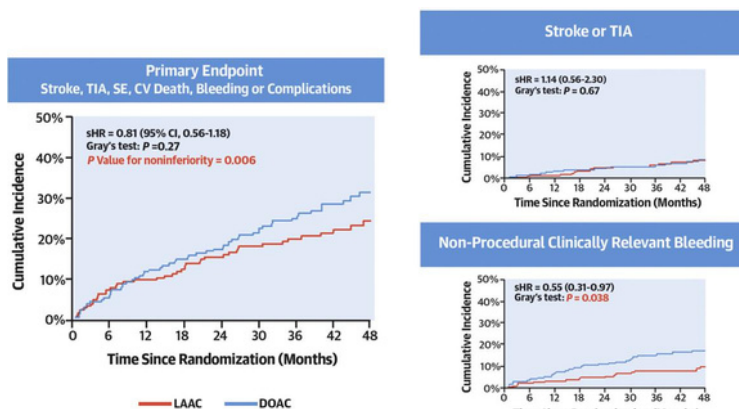 Primary Endpoint
Stroke, TIA, SE, CV Death, Bleeding or Complications
50%
40%
30%
20%
10%
0%
Cumulative Incidence
sHR = 0.81 (95% CI, 0.56-1.18)
Gray's test: P =0.27
P Value for noninferiority = 0.006
0 6 12 18 24 30 36 42 48
Time Since Randomization (Months)
LAAC DOAC
Stroke or TIA
50%
40%
30%
20%
10%
0%
Cumulative Incidence
sHR = 1.14 (0.56-2.30)
Gray's test: P = 0.67
0 6 12 18 24 30 36 42 48
Time Since Randomization (Months)
Non-Procedural Clinically Relevant Bleeding
50%
40%
30%
20%
10%
0%
Cumulative Incidence
sHR = 0.55 (0.31-0.97)
Gray's test: P = 0.038
0 6 12 18 24 30 36 42 48